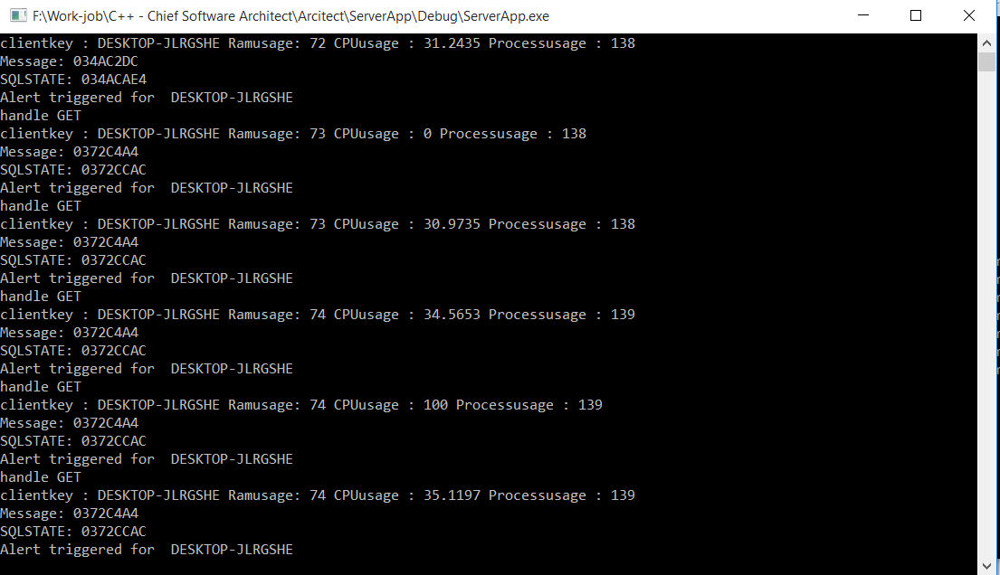 F:\Work-job\C++ - Chief Software Architect\Arcitect\ServerApp\Debug\ServerApp.exe
clientkey : DESKTOP-JLRGSHE Ramusage: 72 CPUusage : 31.2435 Processusage : 138
Message: 034AC2DC
SQLSTATE: 034ACAE4
Alert triggered for  DESKTOP-JLRGSHE
handle GET
clientkey : DESKTOP-JLRGSHE Ramusage: 73 CPUusage : 0 Processusage : 138
Message: 0372C4A4
SQLSTATE: 0372CCAC
Alert triggered for  DESKTOP-JLRGSHE
handle GET
clientkey : DESKTOP-JLRGSHE Ramusage: 73 CPUusage : 30.9735 Processusage : 138
Message: 0372C4A4
SQLSTATE: 0372CCAC
Alert triggered for  DESKTOP-JLRGSHE
handle GET
clientkey : DESKTOP-JLRGSHE Ramusage: 74 CPUusage : 34.5653 Processusage : 139
Message: 0372C4A4
SQLSTATE: 0372CCAC
Alert triggered for  DESKTOP-JLRGSHE
handle GET
clientkey : DESKTOP-JLRGSHE Ramusage: 74 CPUusage : 100 Processusage : 139
Message: 0372C4A4
SQLSTATE: 0372CCAC
Alert triggered for  DESKTOP-JLRGSHE
handle GET
clientkey : DESKTOP-JLRGSHE Ramusage: 74 CPUusage : 35.1197 Processusage : 139
Message: 0372C4A4
SQLSTATE: 0372CCAC
Alert triggered for  DESKTOP-JLRGSHE